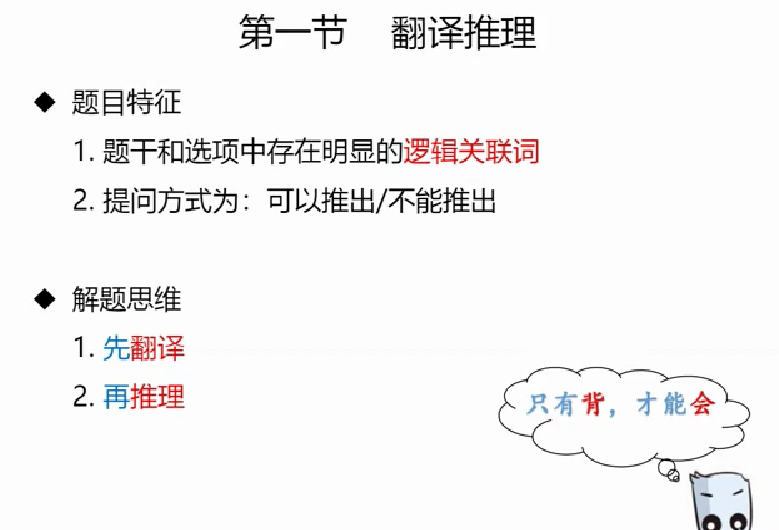 第一节 翻译推理
◆ 题目特征
1. 题干和选项中存在明显的逻辑关联词
2. 提问方式为：可以推出/不能推出
◆ 解题思维
1. 先翻译
2. 再推理
只有背，才能会